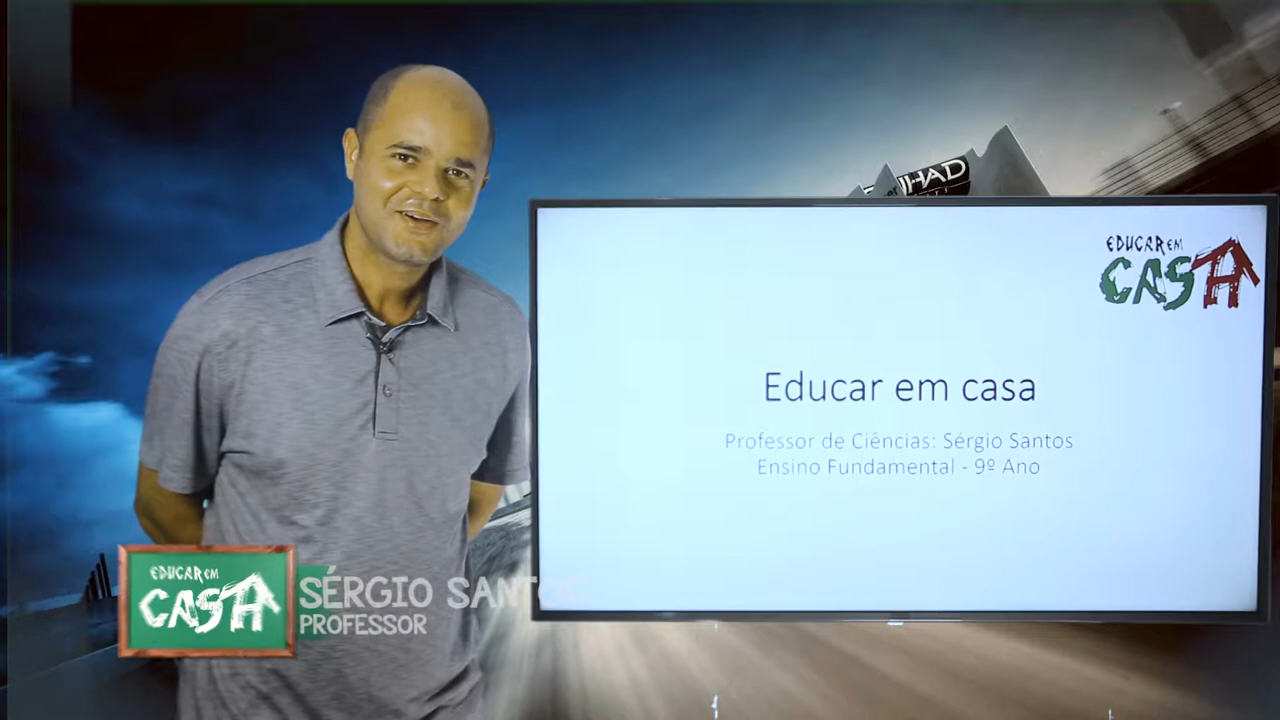 IHAD
EDUCAR EM
CASA
Educar em casa
Professor de Ciências: Sérgio Santos
Ensino Fundamental - 9º Ano
EDUCAR EM
CASA
SÉRGIO SANTOS
PROFESSOR